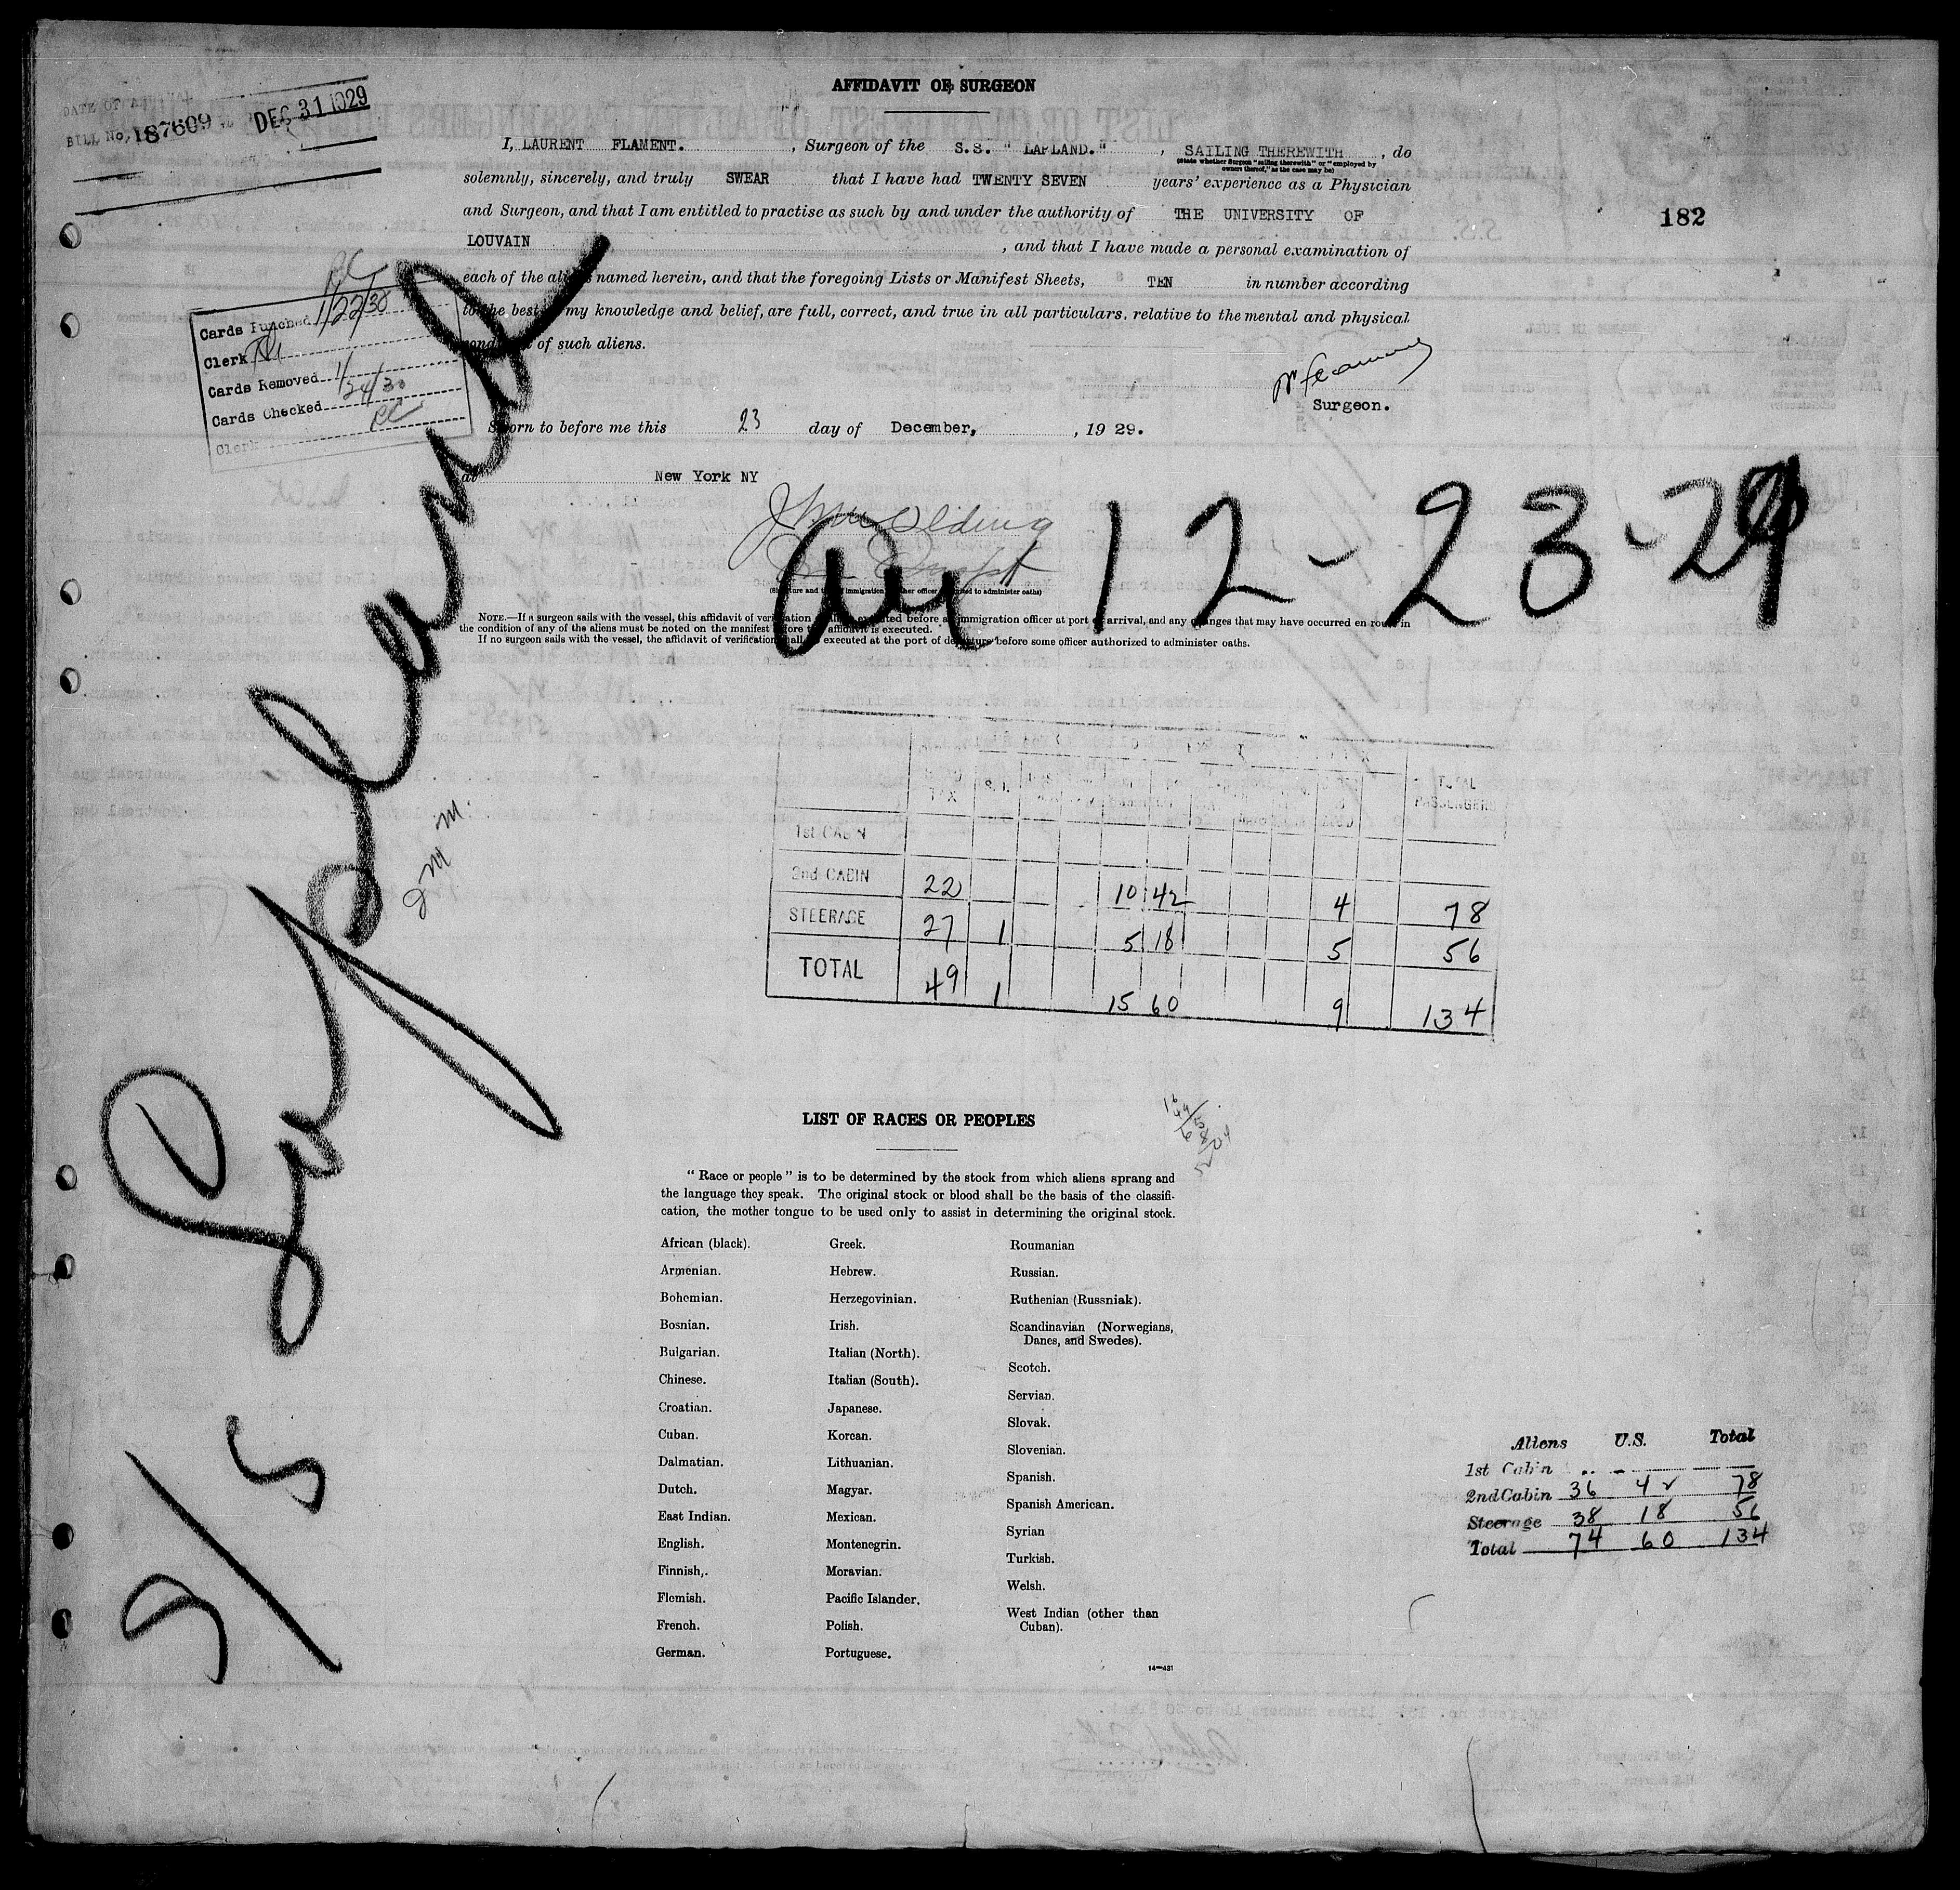 AFFIDAVIT OF SURGEON
BILL No. 187609 DEC 31 1929
I, LAURENT FLAMENT. , Surgeon of the S.S. " LAPLAND." , SAILING THEREWITH , do
(State whether Surgeon "sailing therewith" or "employed by
owners thereof," as the case may be)
solemnly, sincerely, and truly SWEAR that I have had TWENTY SEVEN years' experience as a Physician
and Surgeon, and that I am entitled to practise as such by and under the authority of THE UNIVERSITY OF
182
LOUVAIN , and that I have made a personal examination of
each of the aliens named herein, and that the foregoing Lists or Manifest Sheets, TEN in number according
to the best of my knowledge and belief, are full, correct, and true in all particulars, relative to the mental and physical
condition of such aliens.
Cards Punched 1/22/30
Clerk
Cards Removed 1/24/30
Cards Checked
Clerk
Surgeon.
Sworn to before me this 23 day of December, , 19 29.
at New York NY
arr 12-23-29
NOTE.—If a surgeon sails with the vessel, this affidavit of verification shall be executed before an immigration officer at port of arrival, and any changes that may have occurred en route in
the condition of any of the aliens must be noted on the manifest before the affidavit is executed.
If no surgeon sails with the vessel, the affidavit of verification shall be executed at the port of departure before some officer authorized to administer oaths.
S/S Lapland
TAX S.I. TOTAL PASSENGERS
1st CABIN
2nd CABIN 22 10 42 4 78
STEERAGE 27 1 5 18 5 56
TOTAL 49 1 15 60 9 134
LIST OF RACES OR PEOPLES
"Race or people" is to be determined by the stock from which aliens sprang and
the language they speak. The original stock or blood shall be the basis of the classifi-
cation, the mother tongue to be used only to assist in determining the original stock.
African (black).
Armenian.
Bohemian.
Bosnian.
Bulgarian.
Chinese.
Croatian.
Cuban.
Dalmatian.
Dutch.
East Indian.
English.
Finnish,.
Flemish.
French.
German.
Greek.
Hebrew.
Herzegovinian.
Irish.
Italian (North).
Italian (South).
Japanese.
Korean.
Lithuanian.
Magyar.
Mexican.
Montenegrin.
Moravian.
Pacific Islander.
Polish.
Portuguese.
Roumanian
Russian.
Ruthenian (Russniak).
Scandinavian (Norwegians,
Danes, and Swedes).
Scotch.
Servian.
Slovak.
Slovenian.
Spanish.
Spanish American.
Syrian
Turkish.
Welsh.
West Indian (other than
Cuban).
14—431
Aliens U.S. Total
1st Cabin
2nd Cabin 36 42 78
Steerage 38 18 56
Total 74 60 134